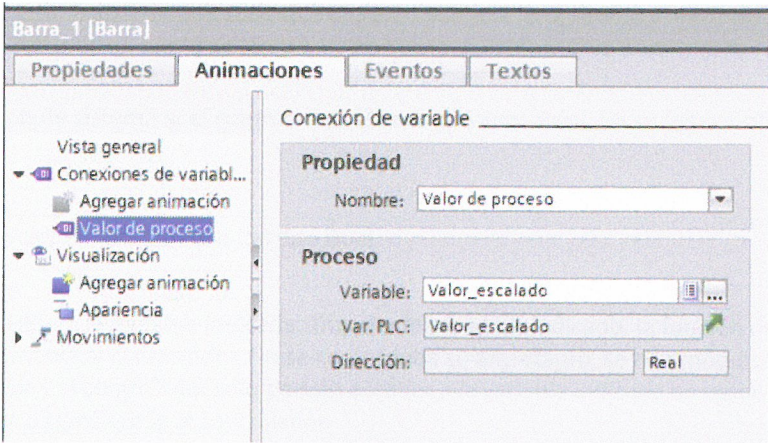 Barra_1 [Barra]
Propiedades Animaciones Eventos Textos
Conexión de variable
Vista general
Conexiones de variabl...
Agregar animación
Valor de proceso
Visualización
Agregar animación
Apariencia
Movimientos
Propiedad
Nombre: Valor de proceso
Proceso
Variable: Valor_escalado ...
Var. PLC: Valor_escalado
Dirección: Real